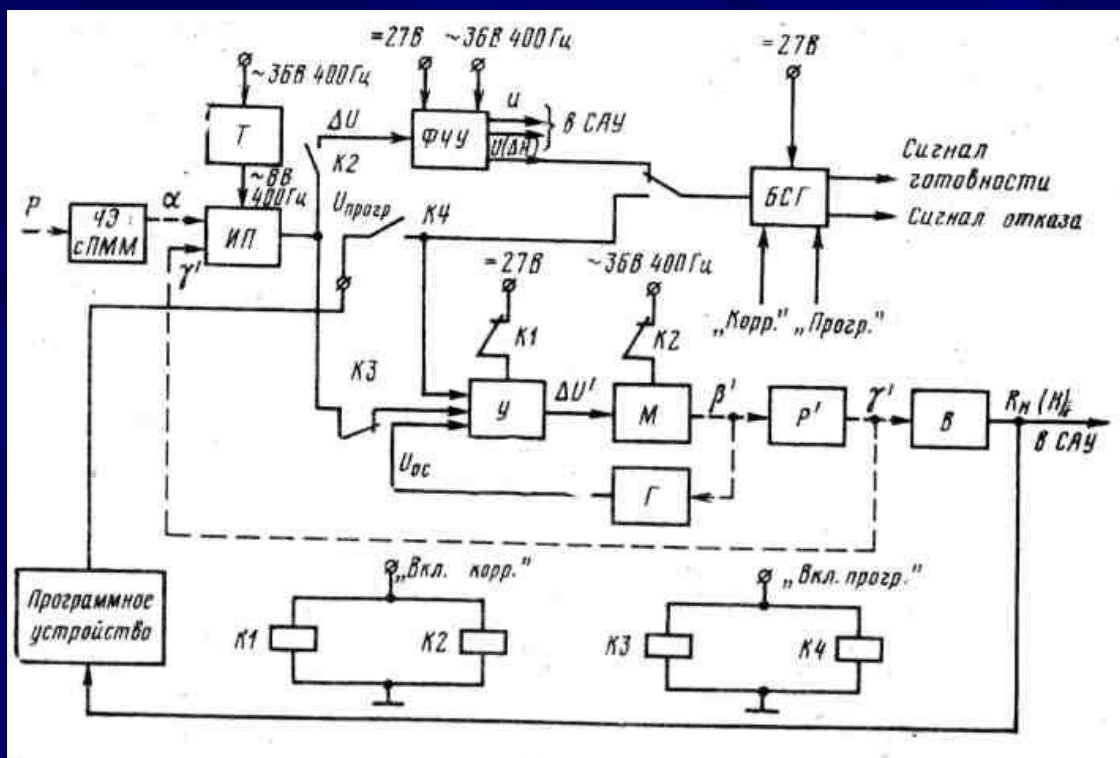 =27В ~36В 400Гц
=27В
~36В 400Гц
Т
ΔU
ФЧУ
U
U(ΔH)
в САУ
К2
~8В
400Гц
P
ЧЭ
с ПММ
α
γ'
ИП
Uпрогр
К4
БСГ
Сигнал
готовности
Сигнал отказа
„Корр." „Прогр."
=27В
~36В 400Гц
К1
К2
К3
У
ΔU'
М
β'
Р'
γ'
В
в САУ
Uос
Г
Программное
устройство
„Вкл. корр."
К1
К2
„Вкл. прогр."
К3
К4